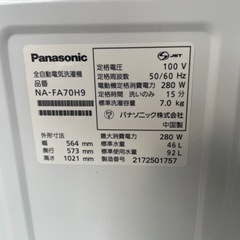 Panasonic
全自動電気洗濯機
品番
NA-FA70H9
外形寸法
幅 564 mm
奥行 573 mm
高さ 1021 mm
S-JET
定格電圧 100 V
定格周波数 50/60 Hz
電動機定格消費電力 280 W
定格時間 洗いのみ 15 分
標準洗濯容量 7.0 kg
パナソニック株式会社
中国製
最大消費電力 280 W
標準水量 46 L
標準使用水量 92 L
2172501757